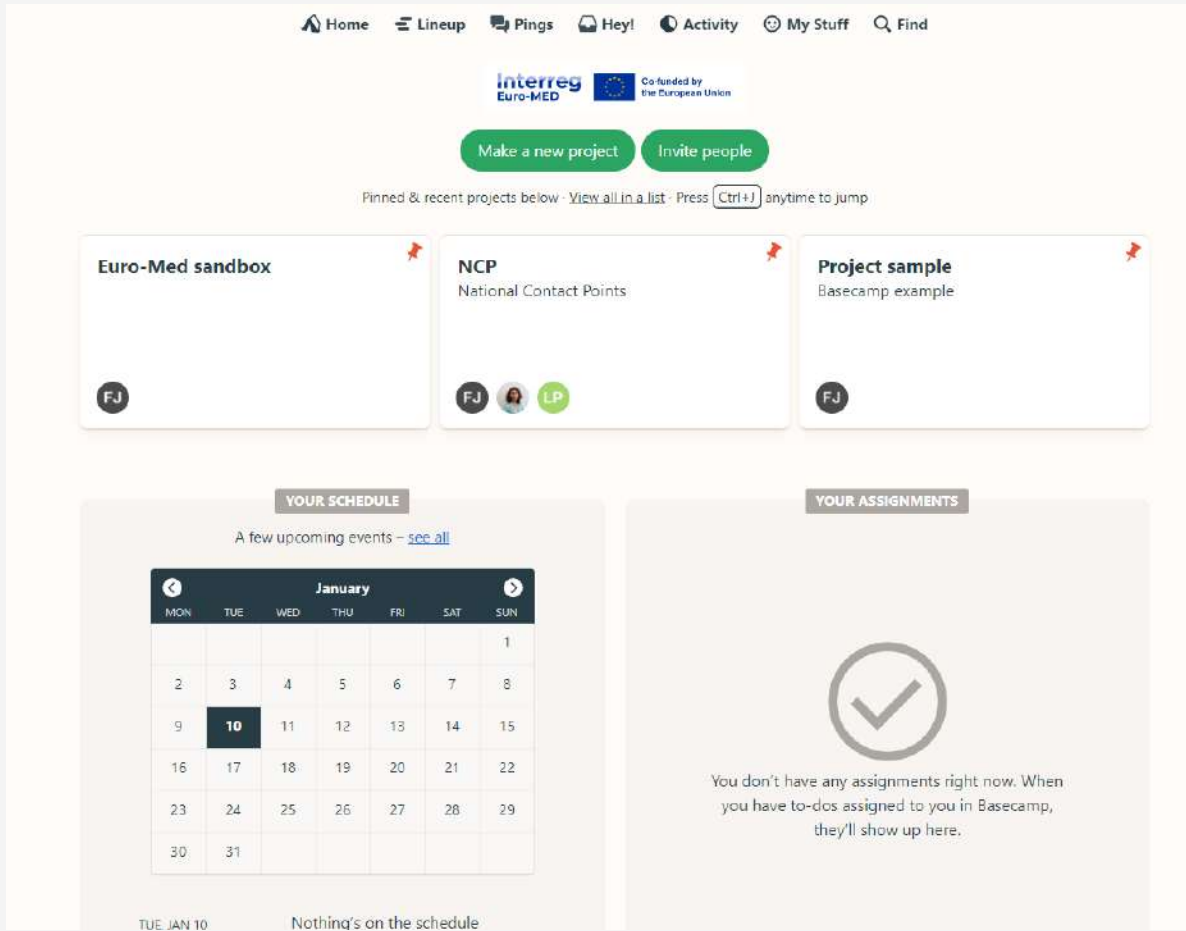 Home Lineup Pings Hey! Activity My Stuff Find
Interreg
Euro-MED
Co-funded by
the European Union
Make a new project Invite people
Pinned & recent projects below · View all in a list · Press Ctrl+J anytime to jump
Euro-Med sandbox
FJ
NCP
National Contact Points
FJ LP
Project sample
Basecamp example
FJ
YOUR SCHEDULE
A few upcoming events – see all
January
MON TUE WED THU FRI SAT SUN
1
2 3 4 5 6 7 8
9 10 11 12 13 14 15
16 17 18 19 20 21 22
23 24 25 26 27 28 29
30 31
TUE, JAN 10 Nothing's on the schedule
YOUR ASSIGNMENTS
You don't have any assignments right now. When
you have to-dos assigned to you in Basecamp,
they'll show up here.